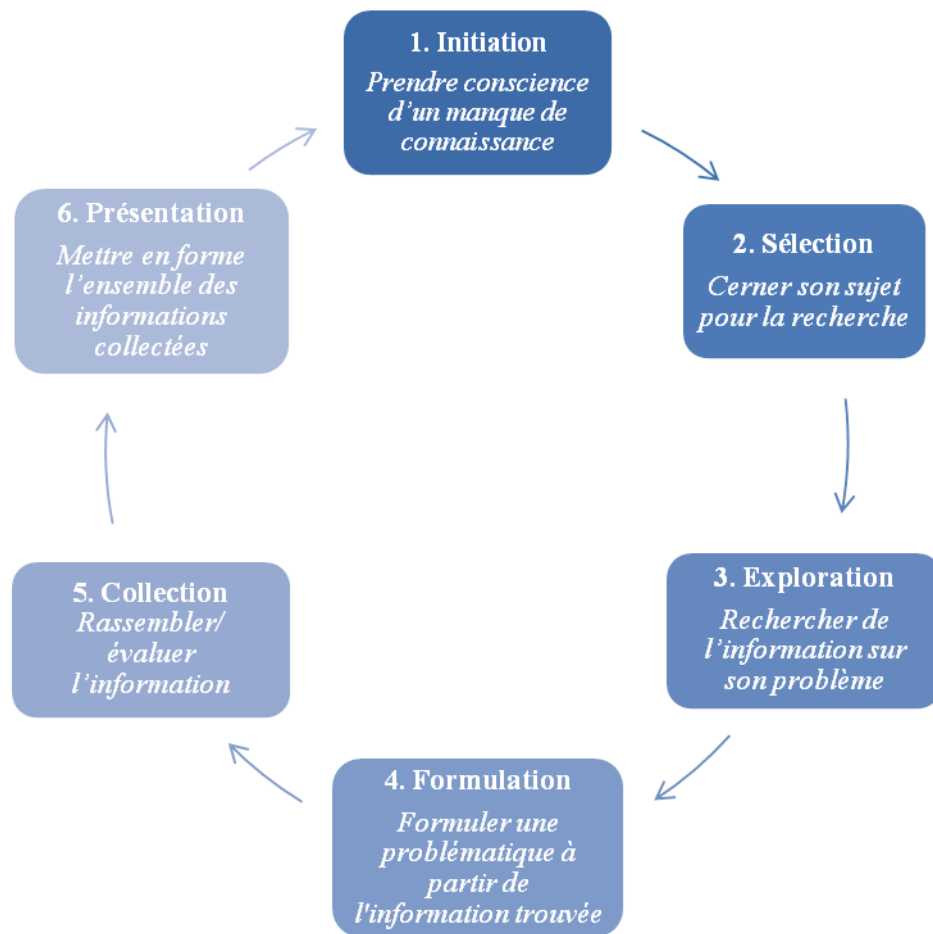 1. Initiation
Prendre conscience
d’un manque de
connaissance
2. Sélection
Cerner son sujet
pour la recherche
3. Exploration
Rechercher de
l’information sur
son problème
4. Formulation
Formuler une
problématique à
partir de
l'information trouvée
5. Collection
Rassembler/
évaluer
l’information
6. Présentation
Mettre en forme
l’ensemble des
informations
collectées